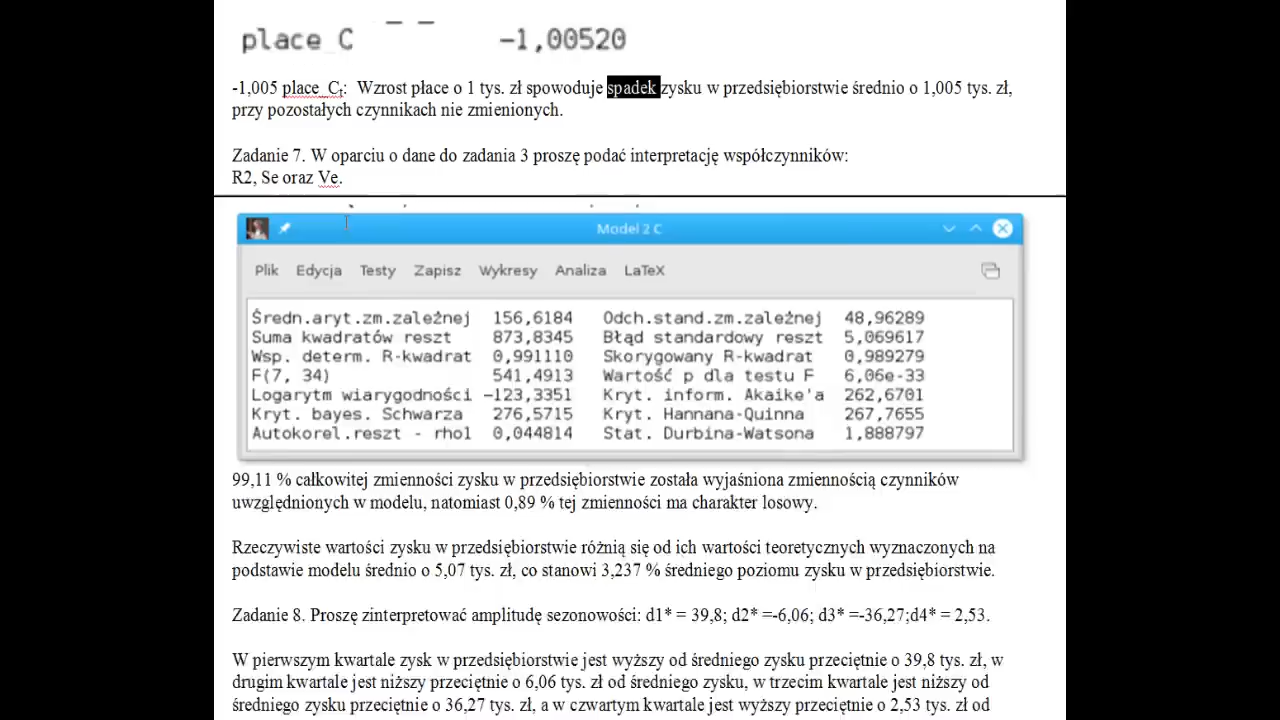 place_C -1,00520
-1,005 place_Ct: Wzrost płace o 1 tys. zł spowoduje spadek zysku w przedsiębiorstwie średnio o 1,005 tys. zł,
przy pozostałych czynnikach nie zmienionych.
Zadanie 7. W oparciu o dane do zadania 3 proszę podać interpretację współczynników:
R2, Se oraz Ve.
Model 2 C
Plik Edycja Testy Zapisz Wykresy Analiza LaTeX
Średn.aryt.zm.zależnej 156,6184 Odch.stand.zm.zależnej 48,96289
Suma kwadratów reszt 873,8345 Błąd standardowy reszt 5,069617
Wsp. determ. R-kwadrat 0,991110 Skorygowany R-kwadrat 0,989279
F(7, 34) 541,4913 Wartość p dla testu F 6,06e-33
Logarytm wiarygodności -123,3351 Kryt. inform. Akaike'a 262,6701
Kryt. bayes. Schwarza 276,5715 Kryt. Hannana-Quinna 267,7655
Autokorel.reszt - rho1 0,044814 Stat. Durbina-Watsona 1,888797
99,11 % całkowitej zmienności zysku w przedsiębiorstwie została wyjaśniona zmiennością czynników
uwzględnionych w modelu, natomiast 0,89 % tej zmienności ma charakter losowy.
Rzeczywiste wartości zysku w przedsiębiorstwie różnią się od ich wartości teoretycznych wyznaczonych na
podstawie modelu średnio o 5,07 tys. zł, co stanowi 3,237 % średniego poziomu zysku w przedsiębiorstwie.
Zadanie 8. Proszę zinterpretować amplitudę sezonowości: d1* = 39,8; d2* =-6,06; d3* =-36,27;d4* = 2,53.
W pierwszym kwartale zysk w przedsiębiorstwie jest wyższy od średniego zysku przeciętnie o 39,8 tys. zł, w
drugim kwartale jest niższy przeciętnie o 6,06 tys. zł od średniego zysku, w trzecim kwartale jest niższy od
średniego zysku przeciętnie o 36,27 tys. zł, a w czwartym kwartale jest wyższy przeciętnie o 2,53 tys. zł od